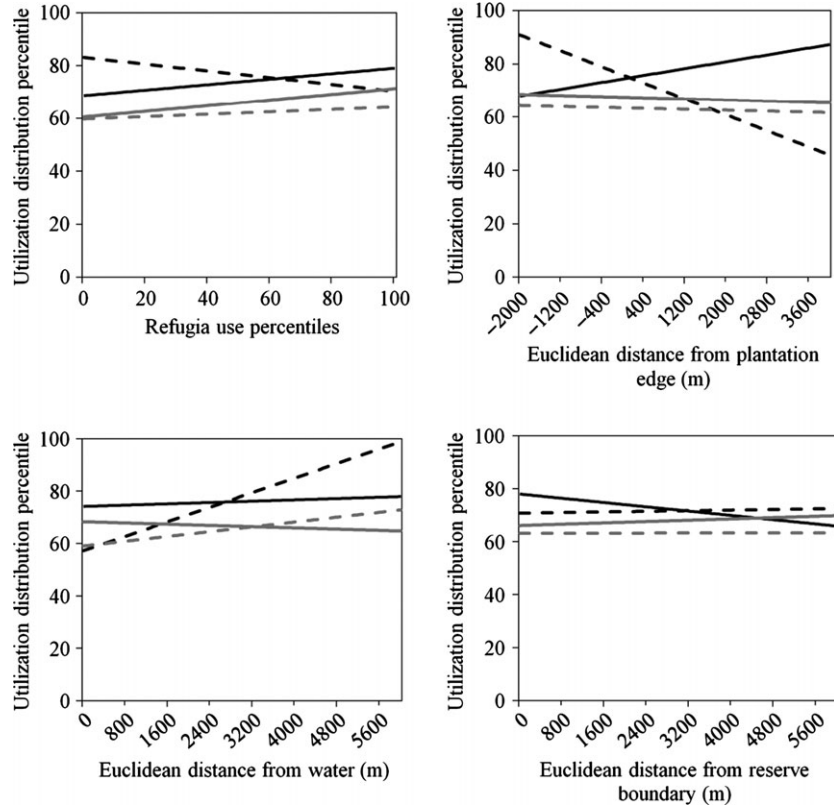 Utilization distribution percentile
100
80
60
40
20
0
0 20 40 60 80 100
Refugia use percentiles
Utilization distribution percentile
100
80
60
40
20
0
−2000 −1200 −400 400 1200 2000 2800 3600
Euclidean distance from plantation
edge (m)
Utilization distribution percentile
100
80
60
40
20
0
0 800 1600 2400 3200 4000 4800 5600
Euclidean distance from water (m)
Utilization distribution percentile
100
80
60
40
20
0
0 800 1600 2400 3200 4000 4800 5600
Euclidean distance from reserve
boundary (m)